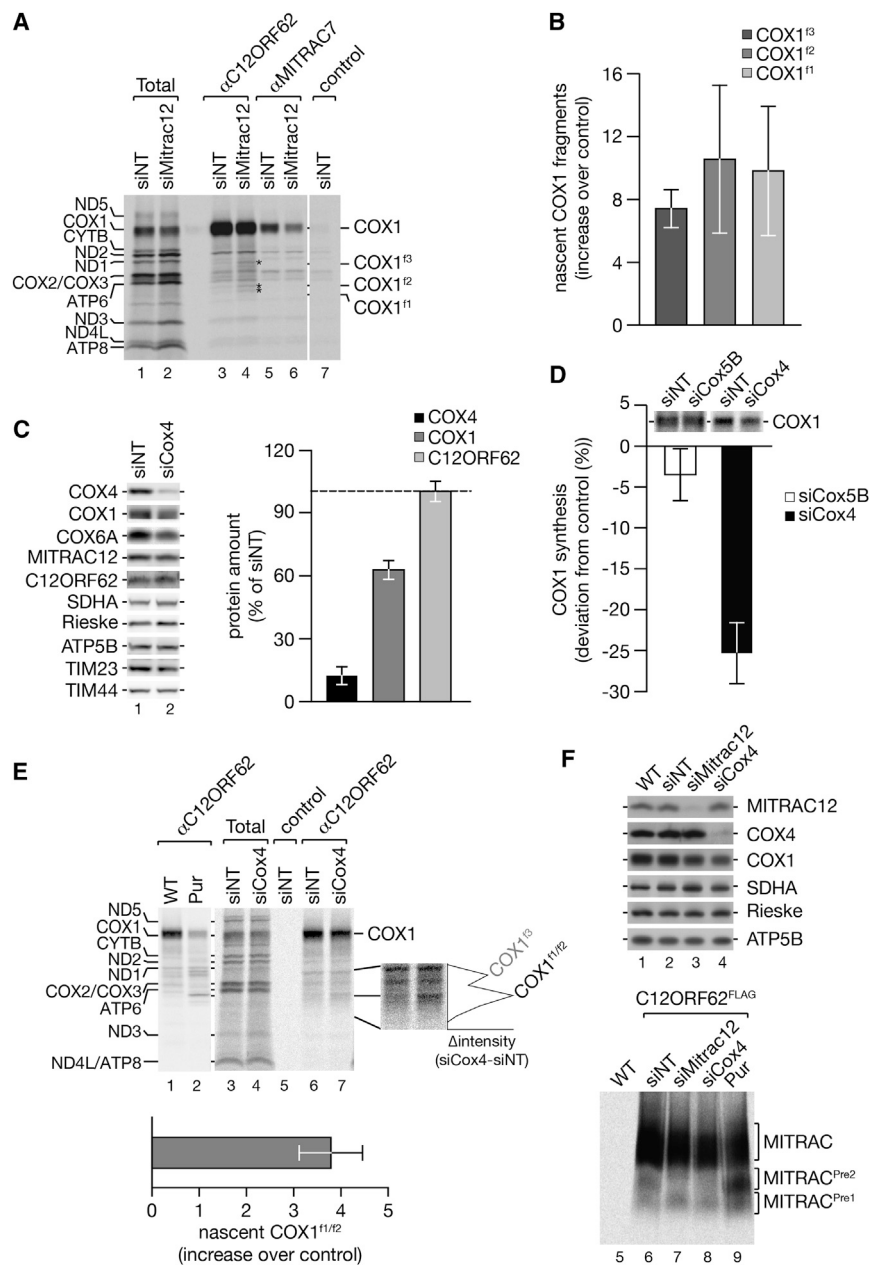 A
Total
αC12ORF62
αMITRAC7
control
siNT
siMitrac12
siNT
siMitrac12
siNT
siMitrac12
siNT
ND5
COX1
CYTB
ND2
ND1
COX2/COX3
ATP6
ND3
ND4L
ATP8
COX1
COX1f3
COX1f2
COX1f1
*
*
*
1 2 3 4 5 6 7
B
COX1f3
COX1f2
COX1f1
nascent COX1 fragments
(increase over control)
16
12
8
4
0
C
siNT
siCox4
COX4
COX1
COX6A
MITRAC12
C12ORF62
SDHA
Rieske
ATP5B
TIM23
TIM44
1 2
COX4
COX1
C12ORF62
protein amount
(% of siNT)
120
90
60
30
0
D
siNT
siCox5B
siNT
siCox4
COX1
COX1 synthesis
(deviation from control (%))
5
0
-5
-10
-15
-20
-25
-30
siCox5B
siCox4
E
αC12ORF62
Total
control
αC12ORF62
WT
Pur
siNT
siCox4
siNT
siNT
siCox4
ND5
COX1
CYTB
ND2
ND1
COX2/COX3
ATP6
ND3
ND4L/ATP8
COX1
COX1f3
COX1f1/f2
Δintensity
(siCox4-siNT)
1 2 3 4 5 6 7
0 1 2 3 4 5
nascent COX1f1/f2
(increase over control)
F
WT
siNT
siMitrac12
siCox4
MITRAC12
COX4
COX1
SDHA
Rieske
ATP5B
1 2 3 4
C12ORF62FLAG
WT
siNT
siMitrac12
siCox4
Pur
MITRAC
MITRACPre2
MITRACPre1
5 6 7 8 9